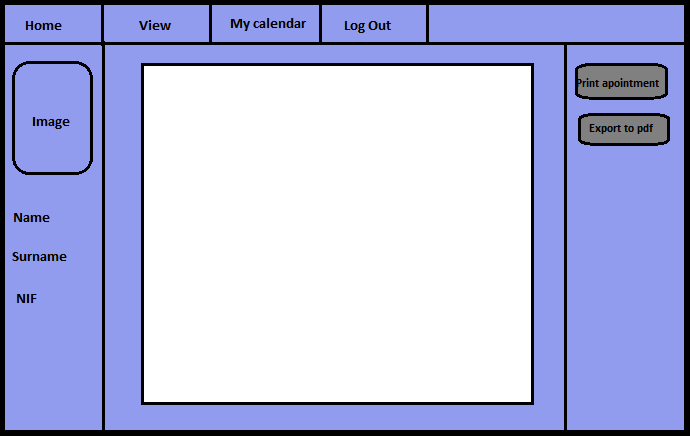 Home
View
My calendar
Log Out
Image
Name
Surname
NIF
Print apointment
Export to pdf